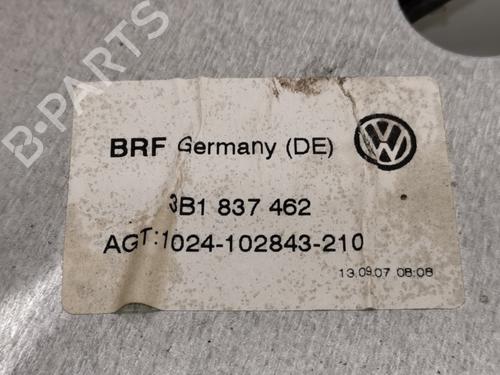 B-PARTS
BRF Germany (DE)
3B1 837 462
AGT:1024-102843-210
13.09.07 08:08